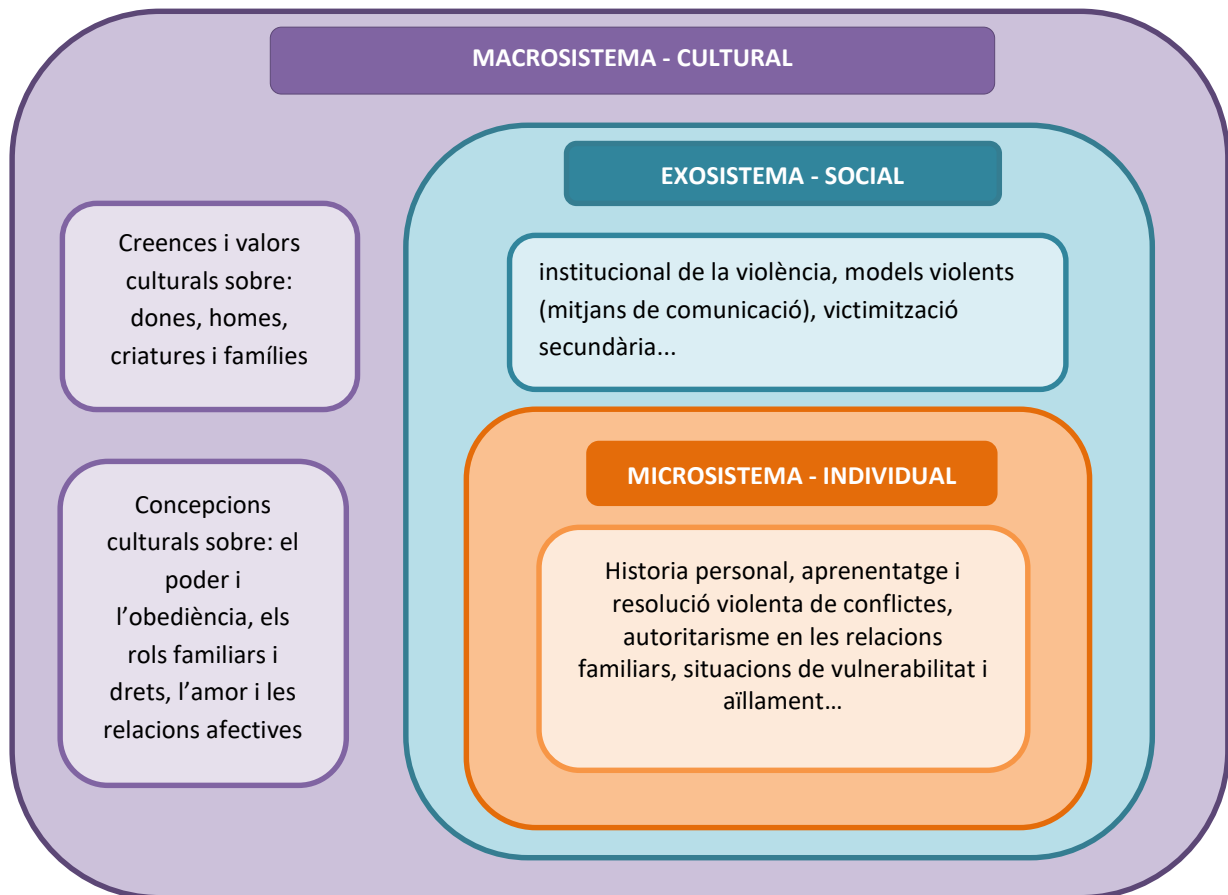 MACROSISTEMA - CULTURAL
EXOSISTEMA - SOCIAL
Creences i valors
culturals sobre:
dones, homes,
criatures i famílies
institucional de la violència, models violents
(mitjans de comunicació), victimització
secundària...
MICROSISTEMA - INDIVIDUAL
Concepcions
culturals sobre: el
poder i
l’obediència, els
rols familiars i
drets, l’amor i les
relacions afectives
Historia personal, aprenentatge i
resolució violenta de conflictes,
autoritarisme en les relacions
familiars, situacions de vulnerabilitat i
aïllament…